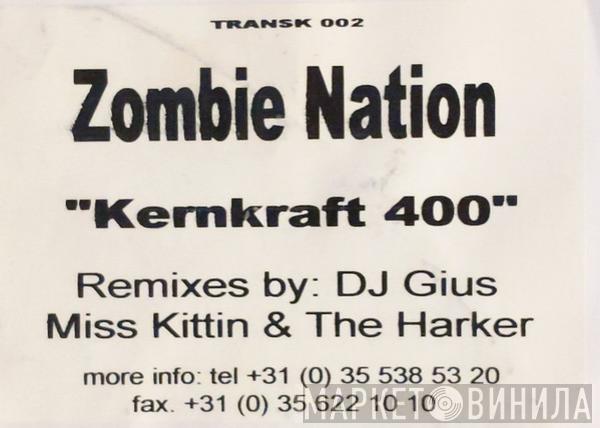 TRANSK 002
Zombie Nation
"Kernkraft 400"
Remixes by: DJ Gius
Miss Kittin & The Harker
more info: tel +31 (0) 35 538 53 20
fax. +31 (0) 35 622 10 10
МАРКЕТ ВИНИЛА